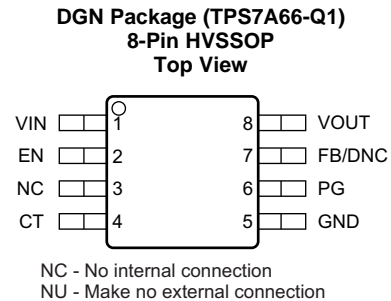 DGN Package (TPS7A66-Q1)
8-Pin HVSSOP
Top View
VIN 1 8 VOUT
EN 2 7 FB/DNC
NC 3 6 PG
CT 4 5 GND
NC - No internal connection
NU - Make no external connection